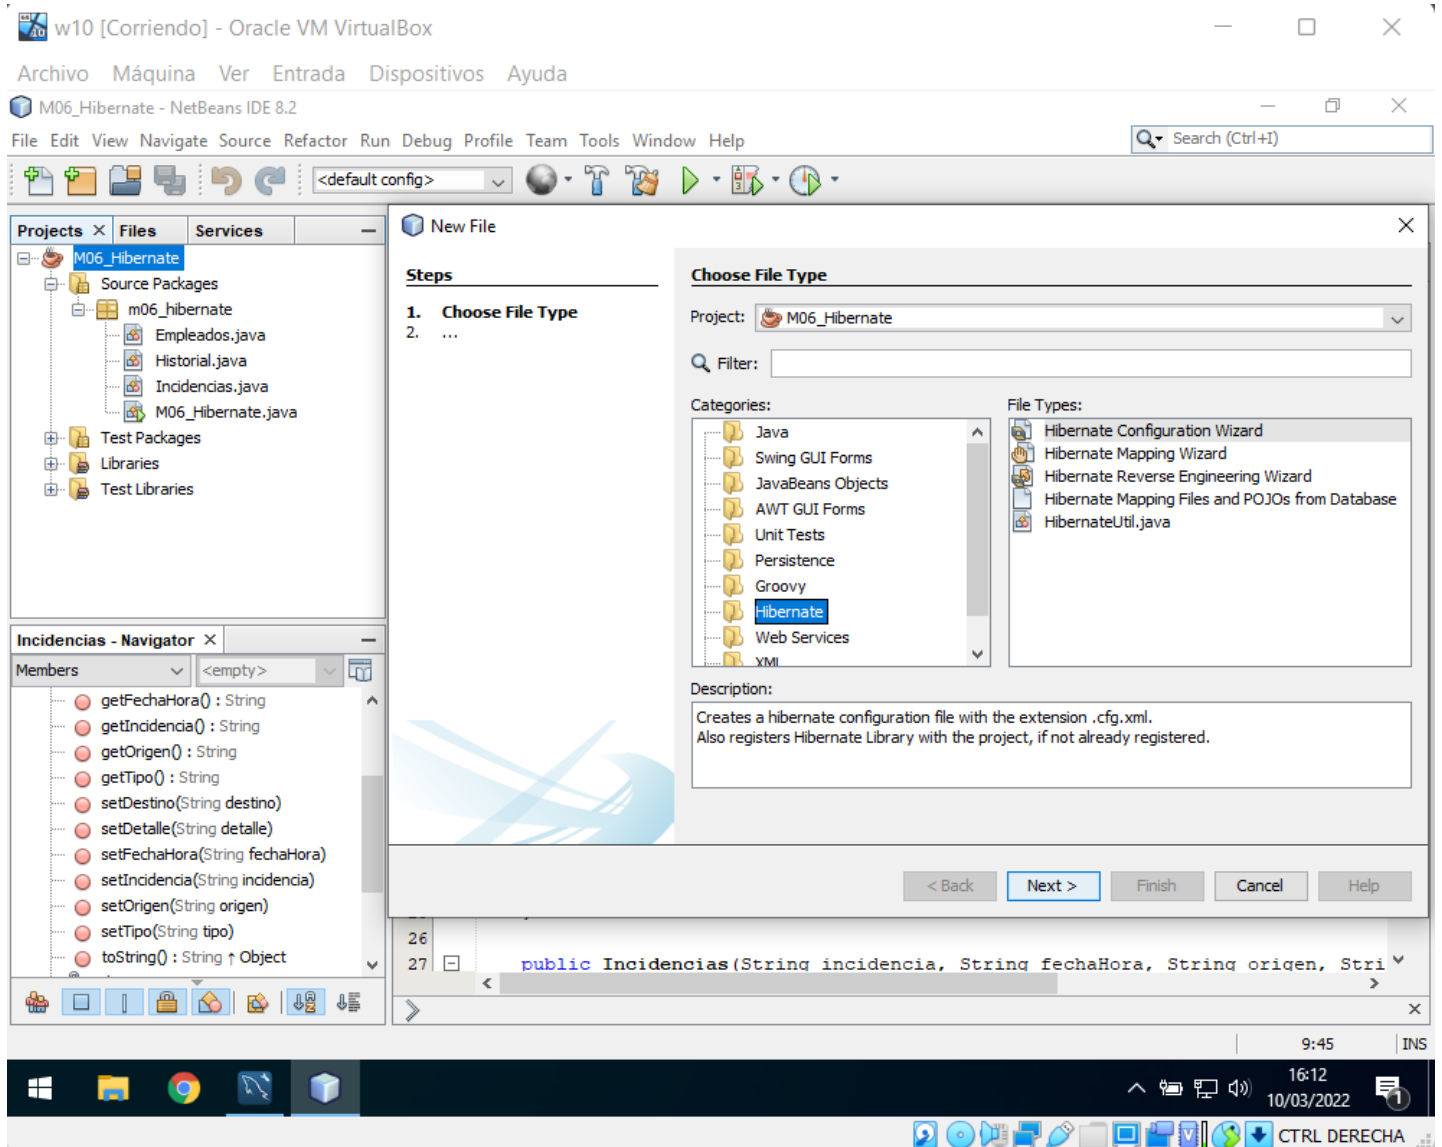 w10 [Corriendo] - Oracle VM VirtualBox
Archivo Máquina Ver Entrada Dispositivos Ayuda
M06_Hibernate - NetBeans IDE 8.2
File Edit View Navigate Source Refactor Run Debug Profile Team Tools Window Help
Search (Ctrl+I)
<default config>
Projects Files Services
M06_Hibernate
Source Packages
m06_hibernate
Empleados.java
Historial.java
Incidencias.java
M06_Hibernate.java
Test Packages
Libraries
Test Libraries
Incidencias - Navigator
Members <empty>
getFechaHora() : String
getIncidencia() : String
getOrigen() : String
getTipo() : String
setDestino(String destino)
setDetalle(String detalle)
setFechaHora(String fechaHora)
setIncidencia(String incidencia)
setOrigen(String origen)
setTipo(String tipo)
toString() : String ↑ Object
New File
Steps
1. Choose File Type
2. ...
Choose File Type
Project: M06_Hibernate
Filter:
Categories:
Java
Swing GUI Forms
JavaBeans Objects
AWT GUI Forms
Unit Tests
Persistence
Groovy
Hibernate
Web Services
XML
File Types:
Hibernate Configuration Wizard
Hibernate Mapping Wizard
Hibernate Reverse Engineering Wizard
Hibernate Mapping Files and POJOs from Database
HibernateUtil.java
Description:
Creates a hibernate configuration file with the extension .cfg.xml.
Also registers Hibernate Library with the project, if not already registered.
< Back Next > Finish Cancel Help
26
27 public Incidencias(String incidencia, String fechaHora, String origen, Stri
9:45 INS
16:12
10/03/2022
1
CTRL DERECHA